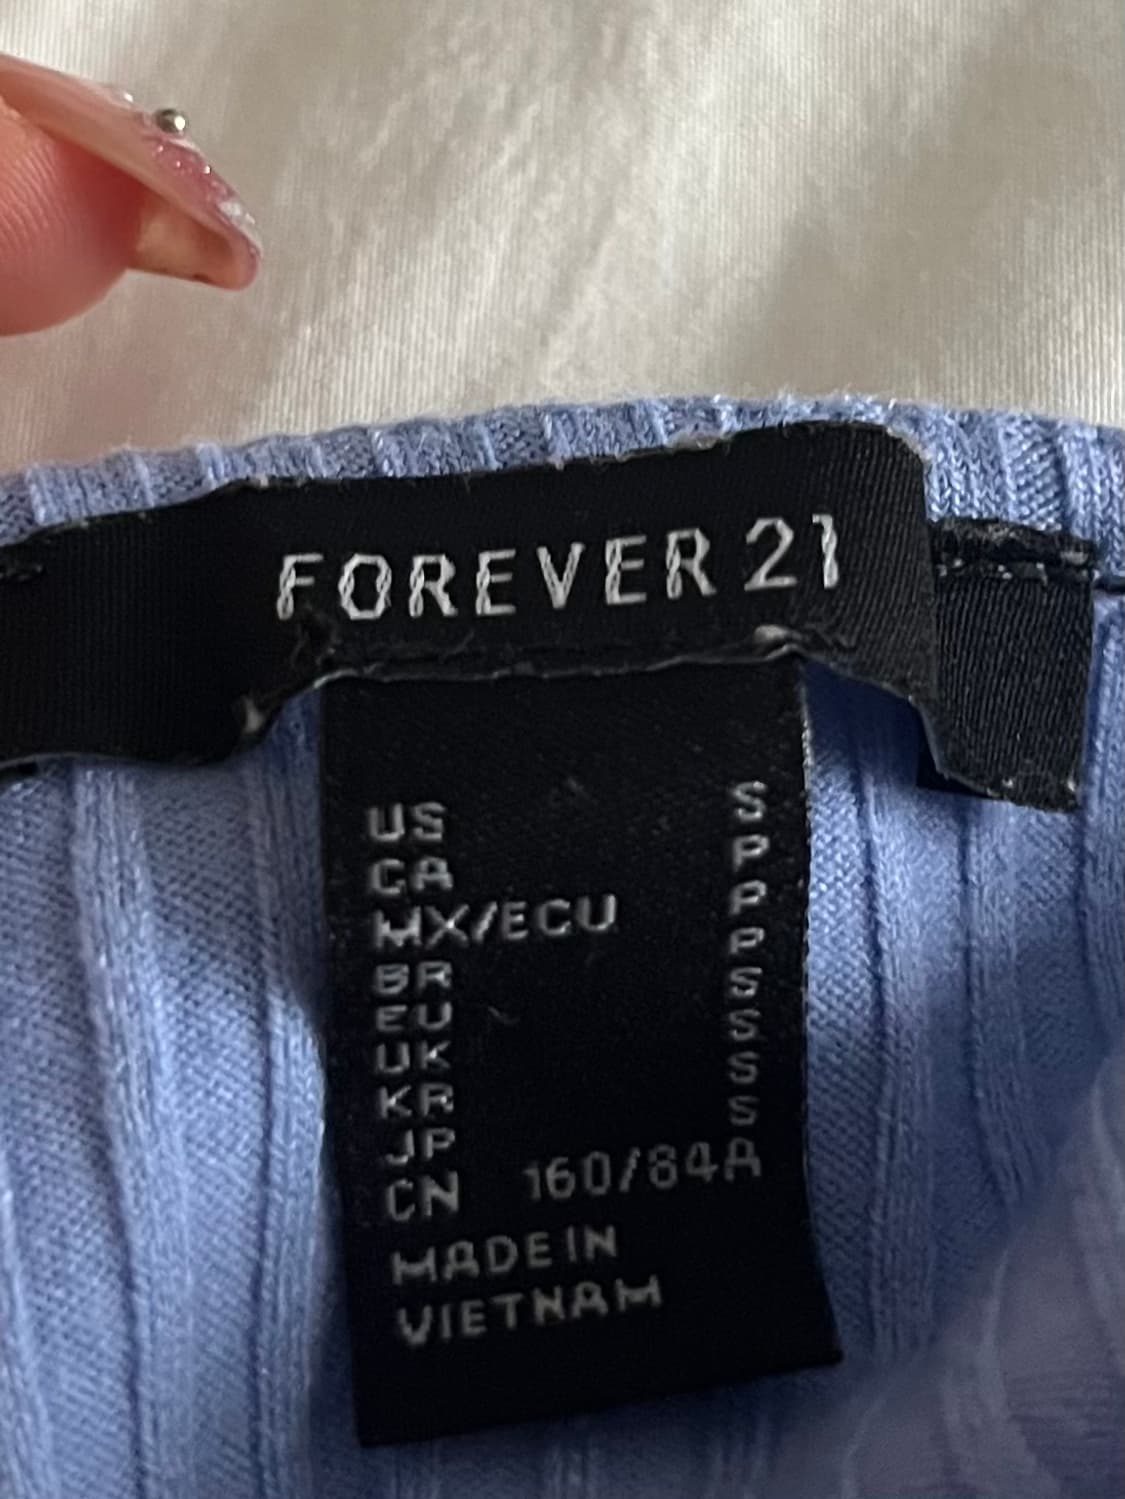 FOREVER 21
US S
CA P
MX/ECU P
BR P
EU S
UK S
KR S
JP S
CN 160/84A
MADE IN
VIETNAM